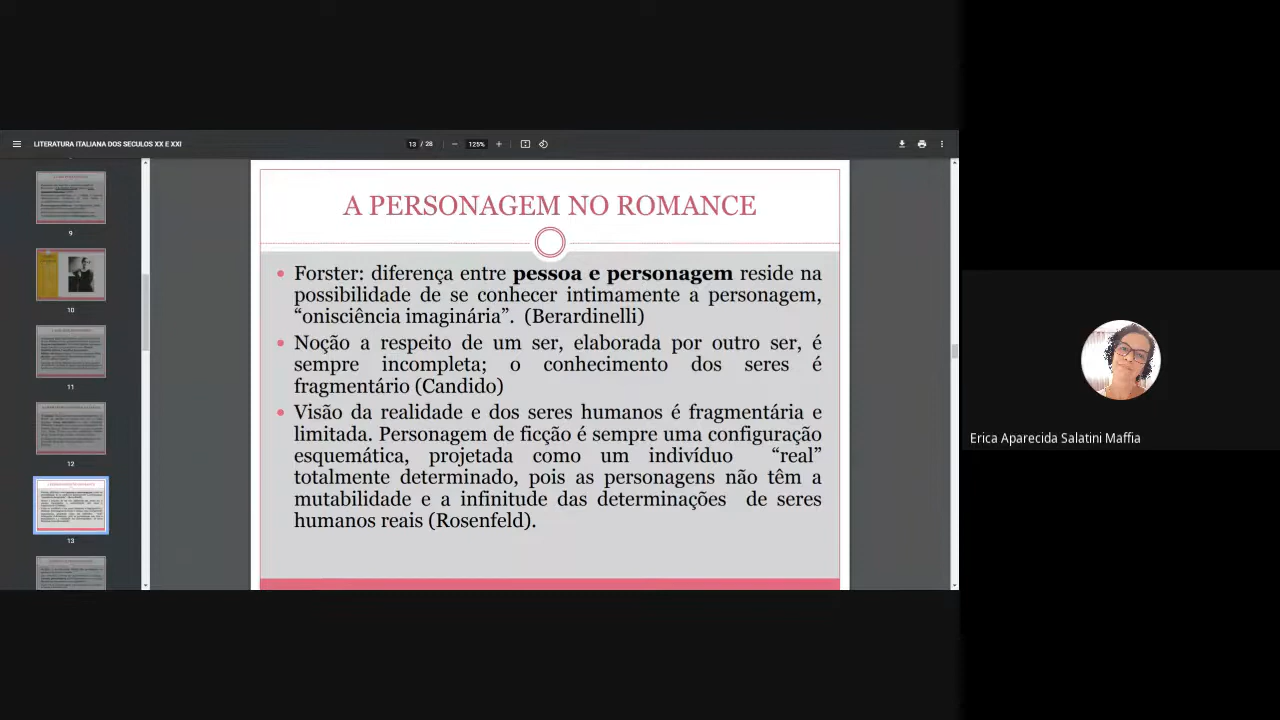 LITERATURA ITALIANA DOS SECULOS XX E XXI
13 / 28
125%
9
10
11
12
13
A PERSONAGEM NO ROMANCE
• Forster: diferença entre pessoa e personagem reside na
possibilidade de se conhecer intimamente a personagem,
“onisciência imaginária”. (Berardinelli)
• Noção a respeito de um ser, elaborada por outro ser, é
sempre incompleta; o conhecimento dos seres é
fragmentário (Candido)
• Visão da realidade e dos seres humanos é fragmentária e
limitada. Personagem de ficção é sempre uma configuração
esquemática, projetada como um indivíduo “real”
totalmente determinado, pois as personagens não têm a
mutabilidade e a infinitude das determinações de seres
humanos reais (Rosenfeld).
Erica Aparecida Salatini Maffia